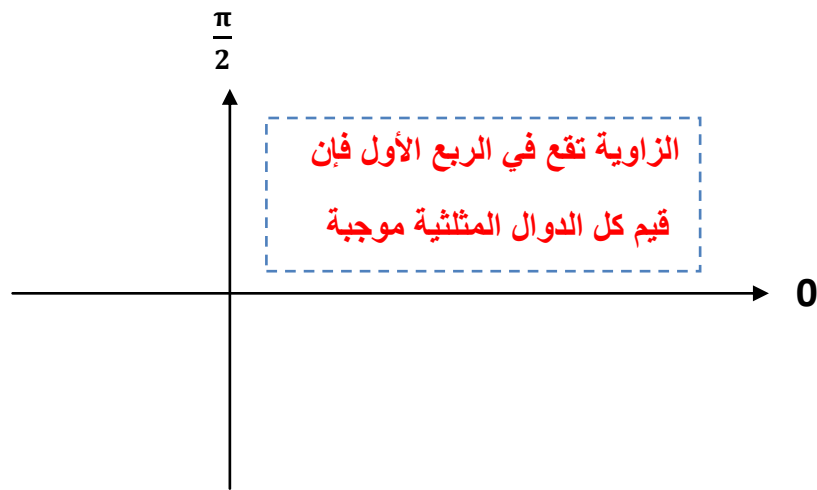 π/2
الزاوية تقع في الربع الأول فإن
قيم كل الدوال المثلثية موجبة
0